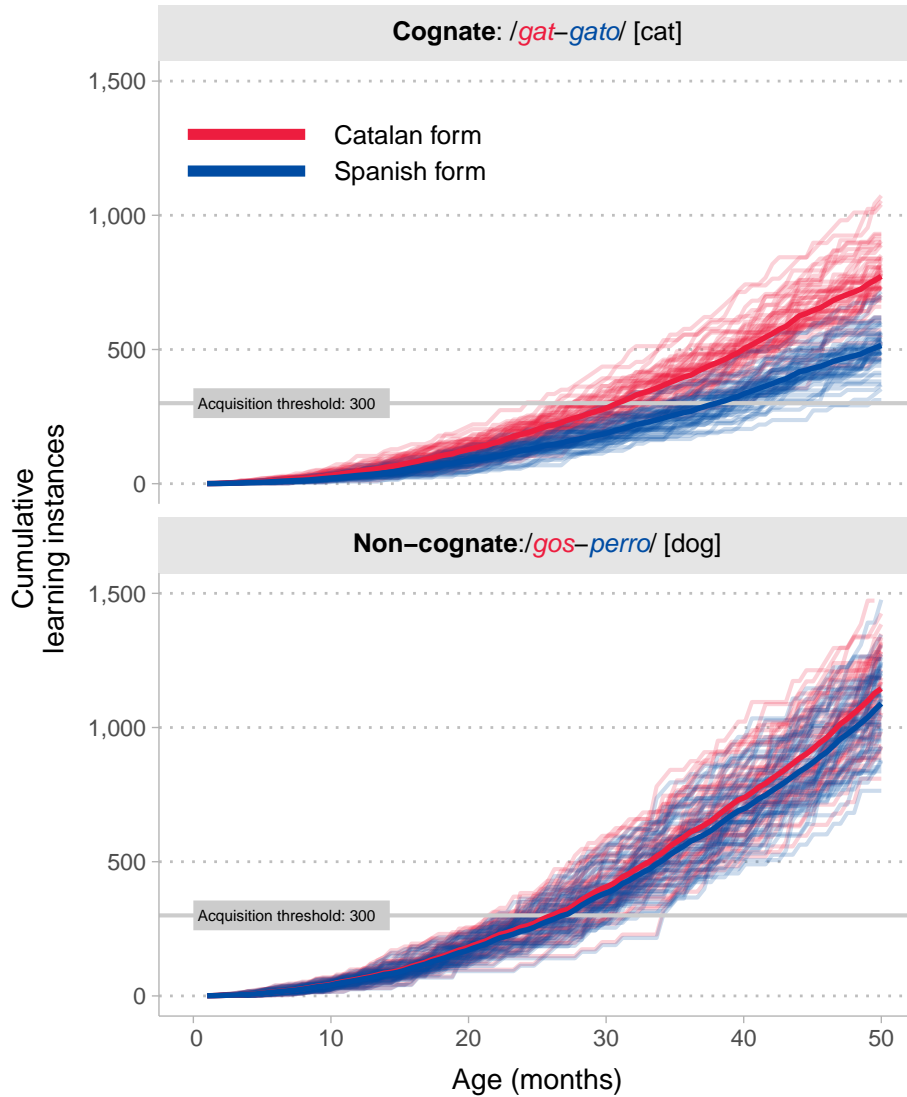 Cognate: /gat–gato/ [cat]
1,500
Catalan form
Spanish form
1,000
500
Acquisition threshold: 300
0
Cumulative
learning instances
Non−cognate:/gos–perro/ [dog]
1,500
1,000
500
Acquisition threshold: 300
0
0 10 20 30 40 50
Age (months)